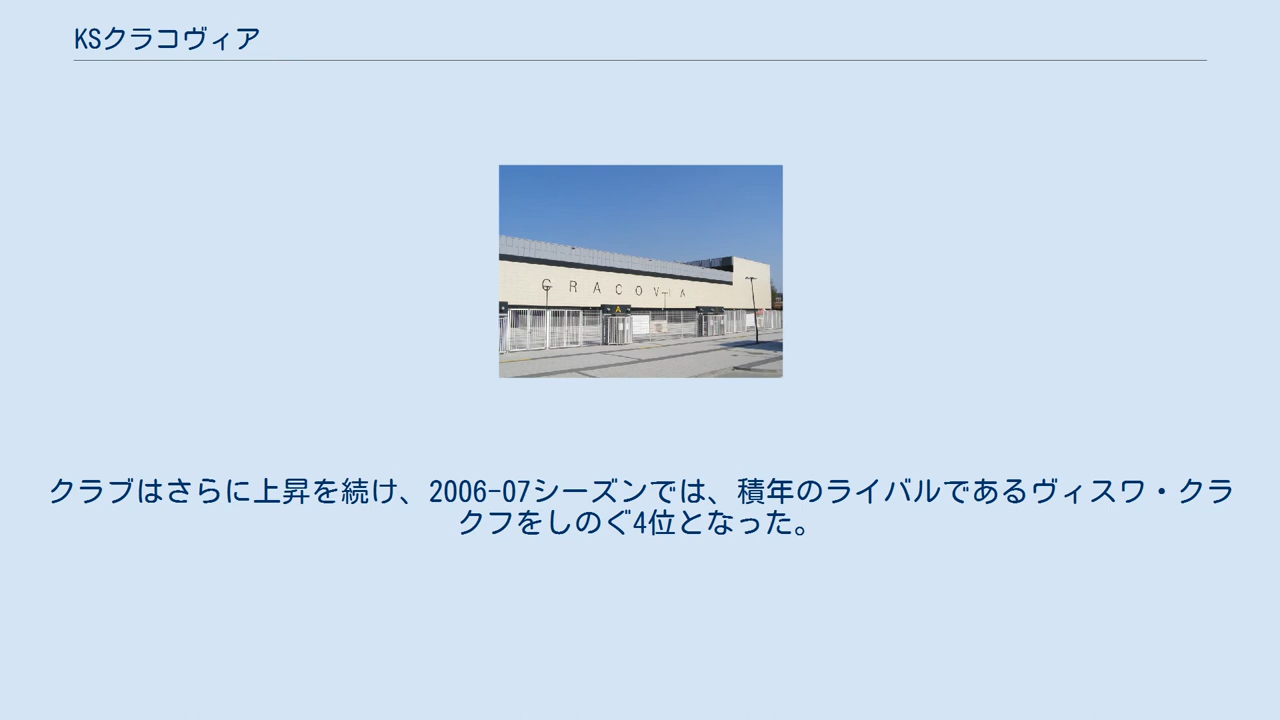 KSクラコヴィア
CRACOVIA
A
クラブはさらに上昇を続け、2006-07シーズンでは、積年のライバルであるヴィスワ・クラ
クフをしのぐ4位となった。